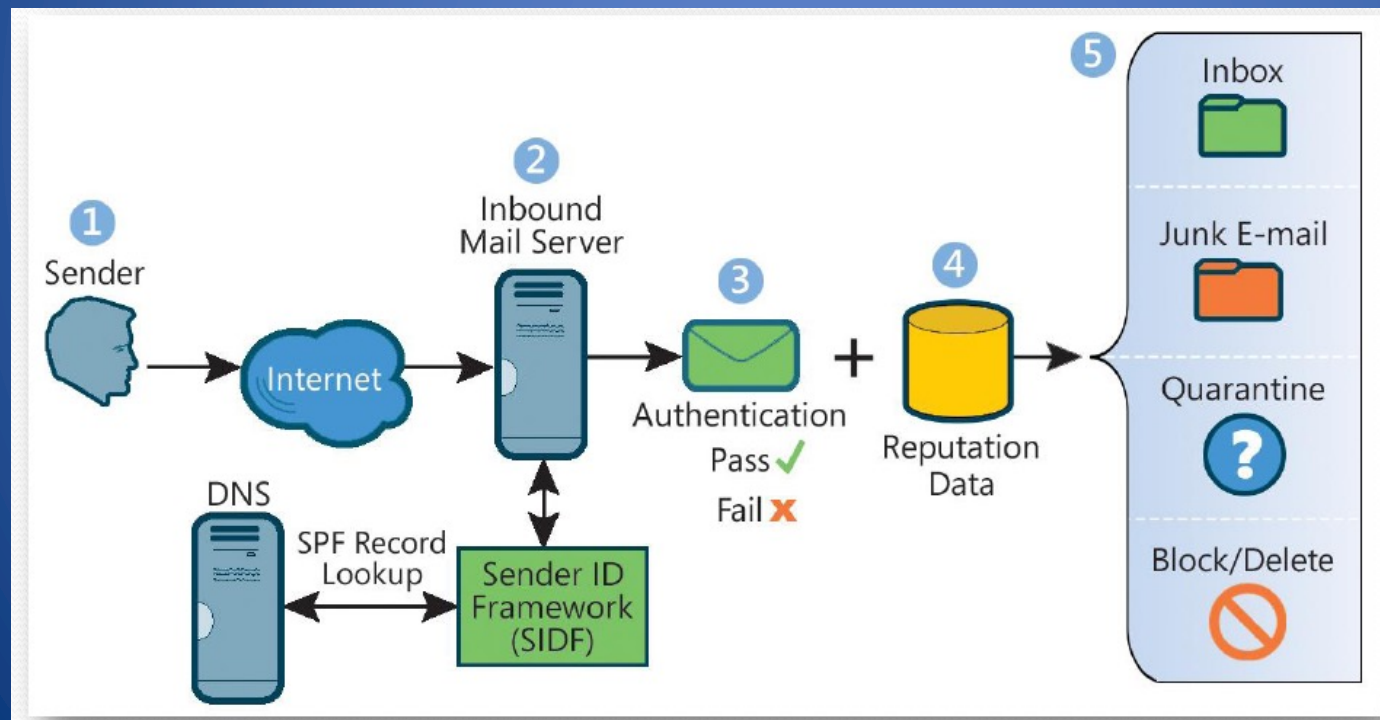 1
Sender
Internet
2
Inbound
Mail Server
DNS
SPF Record
Lookup
Sender ID
Framework
(SIDF)
3
Authentication
Pass ✓
Fail X
+
4
Reputation
Data
5
Inbox
Junk E-mail
Quarantine
?
Block/Delete